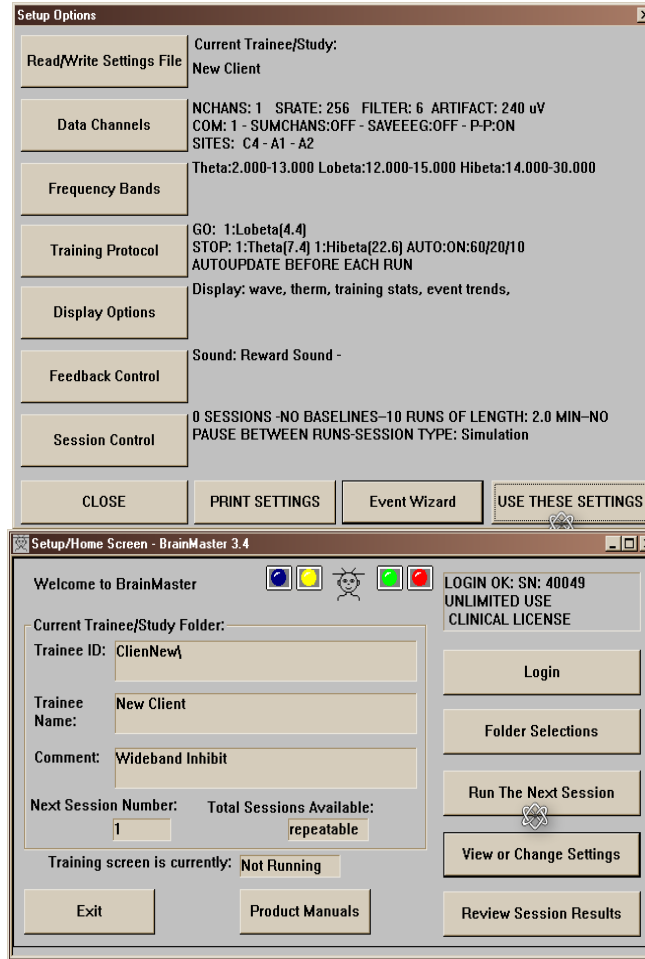 Setup Options
Read/Write Settings File
Current Trainee/Study:
New Client
Data Channels
NCHANS: 1 SRATE: 256 FILTER: 6 ARTIFACT: 240 uV
COM: 1 - SUMCHANS:OFF - SAVEEEG:OFF - P-P:ON
SITES: C4 - A1 - A2
Frequency Bands
Theta:2.000-13.000 Lobeta:12.000-15.000 Hibeta:14.000-30.000
Training Protocol
GO: 1:Lobeta(4.4)
STOP: 1:Theta(7.4) 1:Hibeta(22.6) AUTO:ON:60/20/10
AUTOUPDATE BEFORE EACH RUN
Display Options
Display: wave, therm, training stats, event trends,
Feedback Control
Sound: Reward Sound -
Session Control
0 SESSIONS -NO BASELINES--10 RUNS OF LENGTH: 2.0 MIN--NO
PAUSE BETWEEN RUNS-SESSION TYPE: Simulation
CLOSE
PRINT SETTINGS
Event Wizard
USE THESE SETTINGS
Setup/Home Screen - BrainMaster 3.4
Welcome to BrainMaster
LOGIN OK: SN: 40049
UNLIMITED USE
CLINICAL LICENSE
Current Trainee/Study Folder:
Trainee ID: ClienNew\
Trainee
Name:
New Client
Comment: Wideband Inhibit
Next Session Number:
1
Total Sessions Available:
repeatable
Training screen is currently: Not Running
Exit
Product Manuals
Login
Folder Selections
Run The Next Session
View or Change Settings
Review Session Results